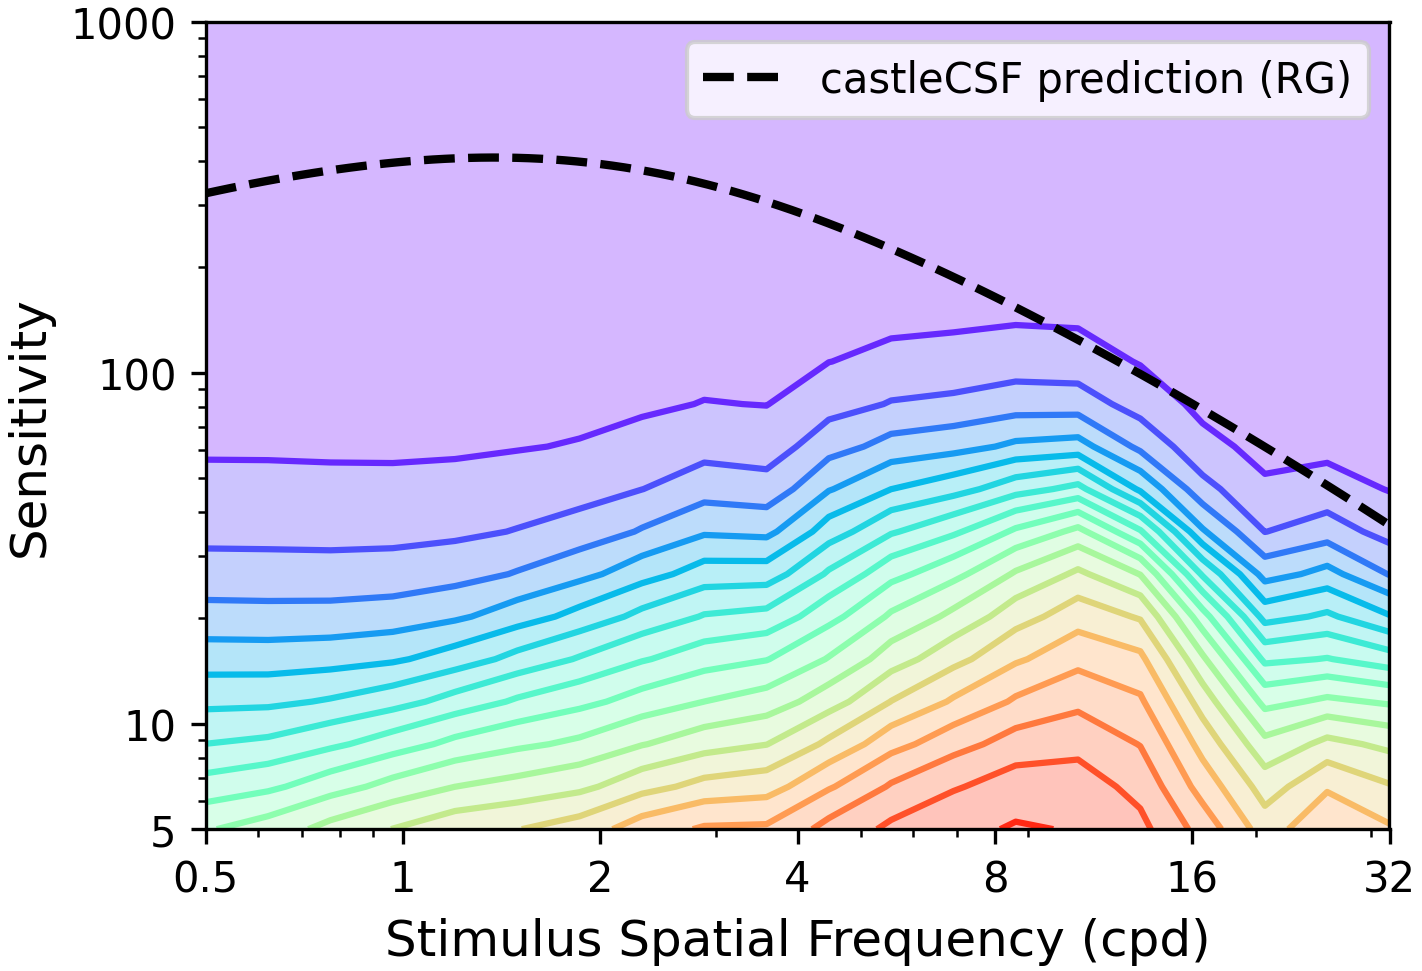 1000
100
10
5
Sensitivity
castleCSF prediction (RG)
0.5 1 2 4 8 16 32
Stimulus Spatial Frequency (cpd)